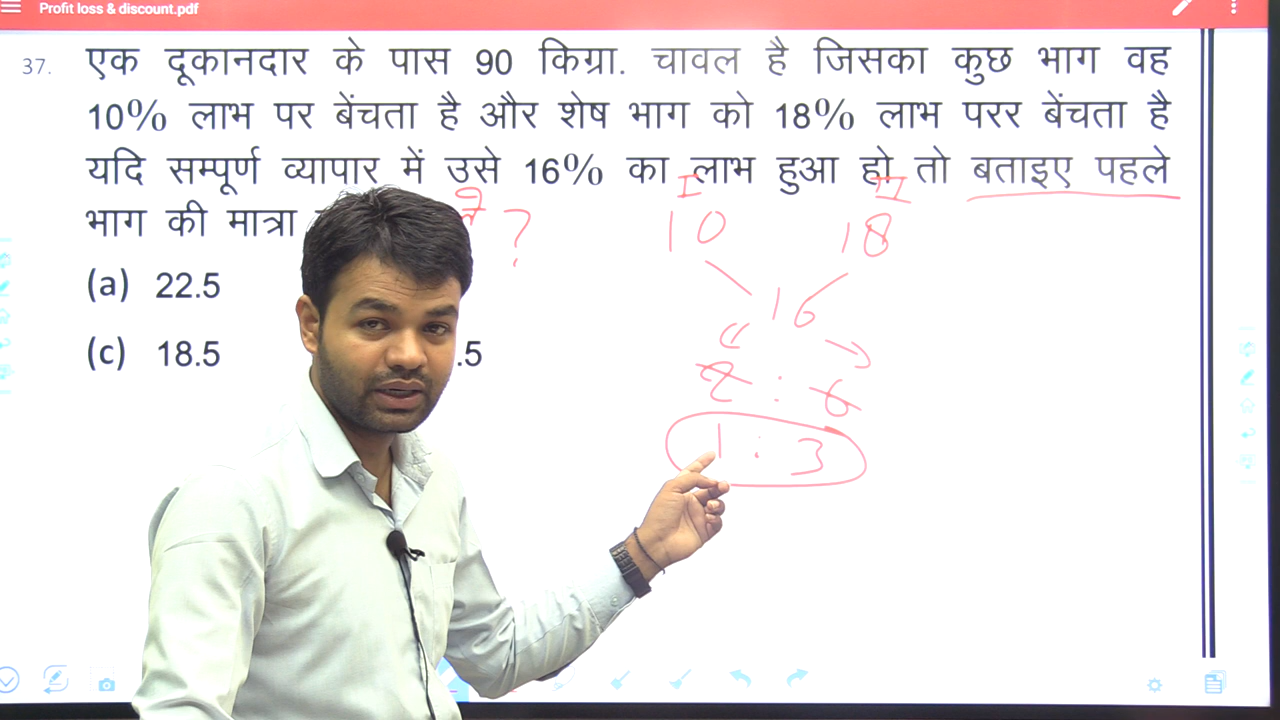 Profit loss & discount.pdf
37. एक दूकानदार के पास 90 किग्रा. चावल है जिसका कुछ भाग वह
10% लाभ पर बेंचता है और शेष भाग को 18% लाभ परर बेंचता है
यदि सम्पूर्ण व्यापार में उसे 16% का लाभ हुआ हो तो बताइए पहले
भाग की मात्रा
?
I II
10 18
16
2 : 6
1 : 3
(a) 22.5
(c) 18.5
.5